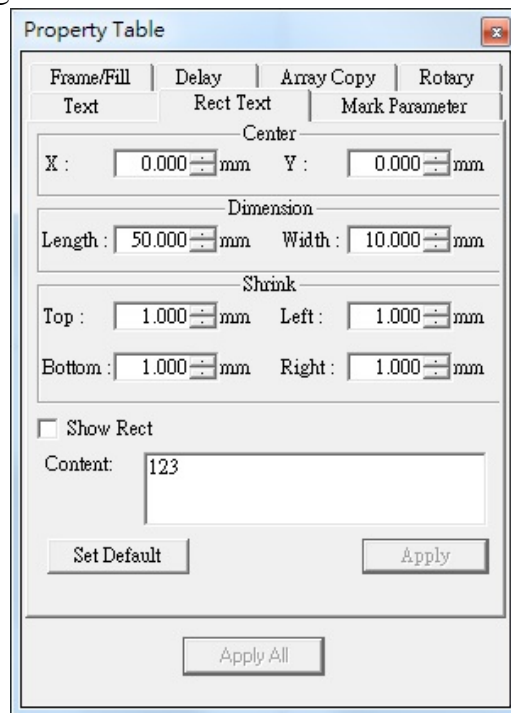 Property Table
Frame/Fill Delay Array Copy Rotary
Text Rect Text Mark Parameter
Center
X : 0.000 mm Y : 0.000 mm
Dimension
Length : 50.000 mm Width : 10.000 mm
Shrink
Top : 1.000 mm Left : 1.000 mm
Bottom : 1.000 mm Right : 1.000 mm
Show Rect
Content: 123
Set Default Apply
Apply All